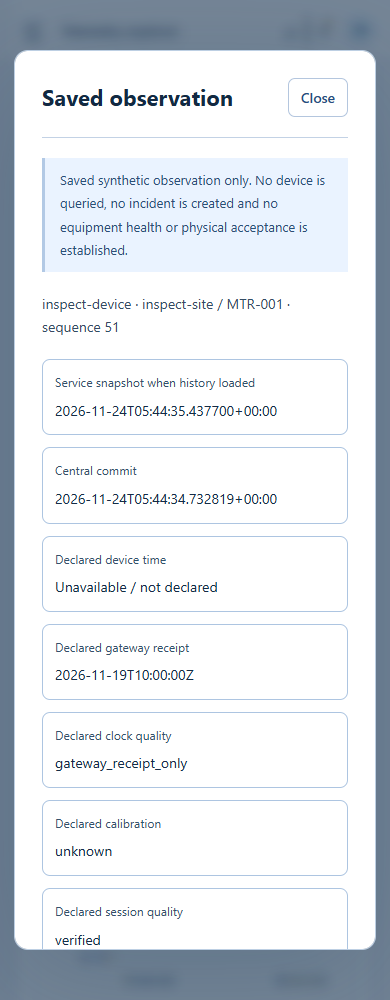 Saved observation
Close
Saved synthetic observation only. No device is
queried, no incident is created and no
equipment health or physical acceptance is
established.
inspect-device · inspect-site / MTR-001 ·
sequence 51
Service snapshot when history loaded
2026-11-24T05:44:35.437700+00:00
Central commit
2026-11-24T05:44:34.732819+00:00
Declared device time
Unavailable / not declared
Declared gateway receipt
2026-11-19T10:00:00Z
Declared clock quality
gateway_receipt_only
Declared calibration
unknown
Declared session quality
verified